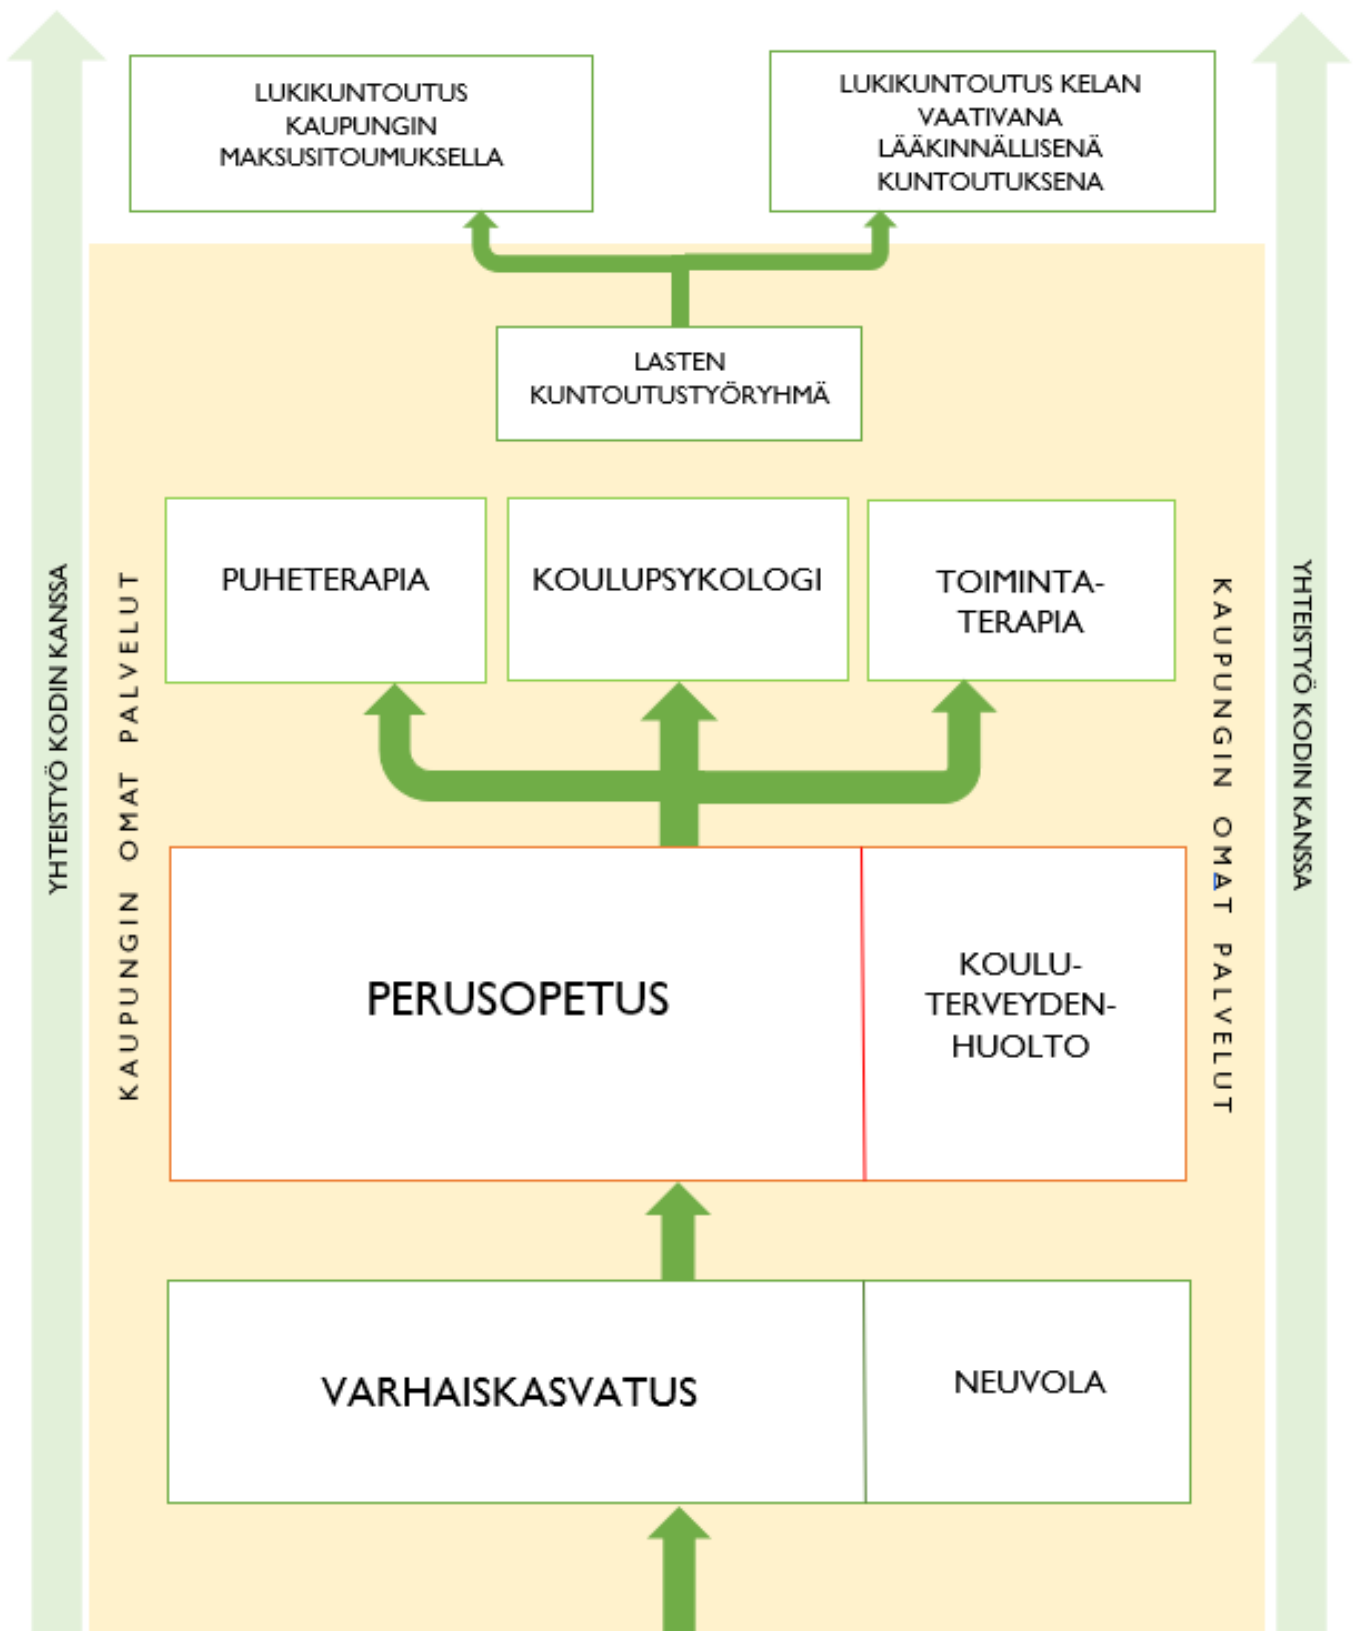 LUKIKUNTOUTUS
KAUPUNGIN
MAKSUSITOUMUKSELLA
LUKIKUNTOUTUS KELAN
VAATIVANA
LÄÄKINNÄLLISENÄ
KUNTOUTUKSENA
LASTEN
KUNTOUTUSTYÖRYHMÄ
PUHETERAPIA
KOULUPSYKOLOGI
TOIMINTA-
TERAPIA
YHTEISTYÖ KODIN KANSSA
KAUPUNGIN OMAT PALVELUT
KAUPUNGIN OMAT PALVELUT
YHTEISTYÖ KODIN KANSSA
PERUSOPETUS
KOULU-
TERVEYDEN-
HUOLTO
VARHAISKASVATUS
NEUVOLA